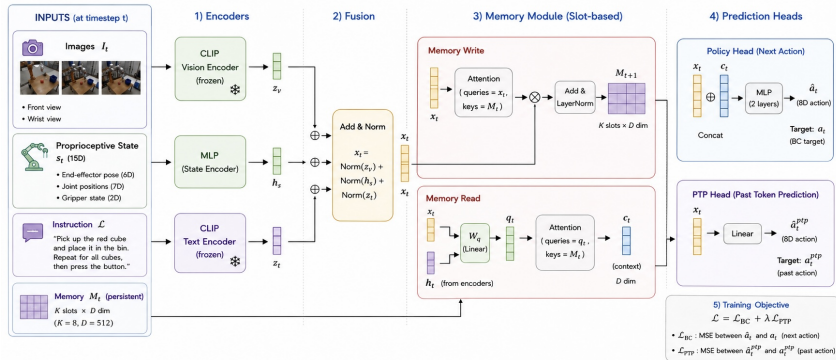 INPUTS (at timestep t)
Images I_t
• Front view
• Wrist view
Proprioceptive State
s_t (15D)
• End-effector pose (6D)
• Joint positions (7D)
• Gripper state (2D)
Instruction ℒ
"Pick up the red cube
and place it in the bin.
Repeat for all cubes,
then press the button."
Memory M_t (persistent)
K slots × D dim
(K = 8, D = 512)
1) Encoders
CLIP
Vision Encoder
(frozen)
z_v
MLP
(State Encoder)
h_s
CLIP
Text Encoder
(frozen)
z_t
2) Fusion
Add & Norm
x_t =
Norm(z_v) +
Norm(h_s) +
Norm(z_t)
x_t
x_t
3) Memory Module (Slot-based)
Memory Write
x_t
Attention
(queries = x_t,
keys = M_t)
Add &
LayerNorm
M_{t+1}
K slots × D dim
Memory Read
x_t
h_t (from encoders)
W_q
(Linear)
q_t
Attention
(queries = q_t,
keys = M_t)
c_t
(context)
D dim
4) Prediction Heads
Policy Head (Next Action)
x_t c_t
Concat
MLP
(2 layers)
â_t
(8D action)
Target: a_t
(BC target)
PTP Head (Past Token Prediction)
x_t
Linear
â_t^{ptp}
(8D action)
Target: a_t^{ptp}
(past action)
5) Training Objective
ℒ = ℒ_BC + λ ℒ_PTP
• ℒ_BC : MSE between â_t and a_t (next action)
• ℒ_PTP : MSE between â_t^{ptp} and a_t^{ptp} (past action)